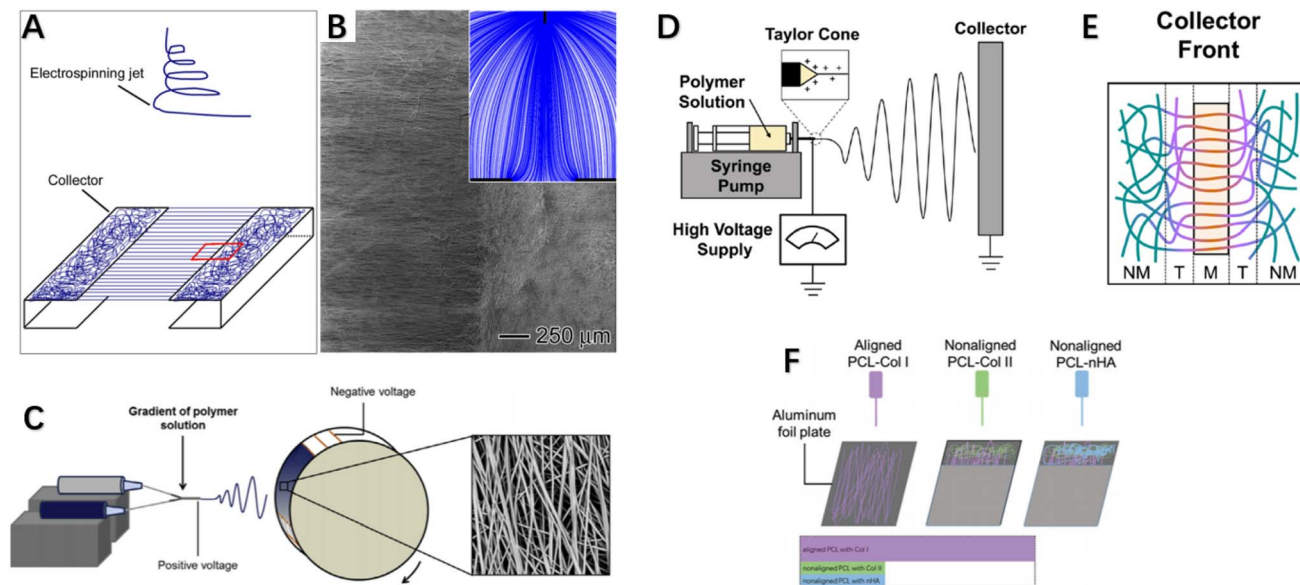 A
Electrospinning jet
Collector
B
250 μm
C
Gradient of polymer
solution
Positive voltage
Negative voltage
D
Taylor Cone
Polymer
Solution
Syringe
Pump
High Voltage
Supply
Collector
E
Collector
Front
NM T M T NM
F
Aligned
PCL-Col I
Nonaligned
PCL-Col II
Nonaligned
PCL-nHA
Aluminum
foil plate
aligned PCL with Col I
nonaligned PCL with Col II
nonaligned PCL with nHA